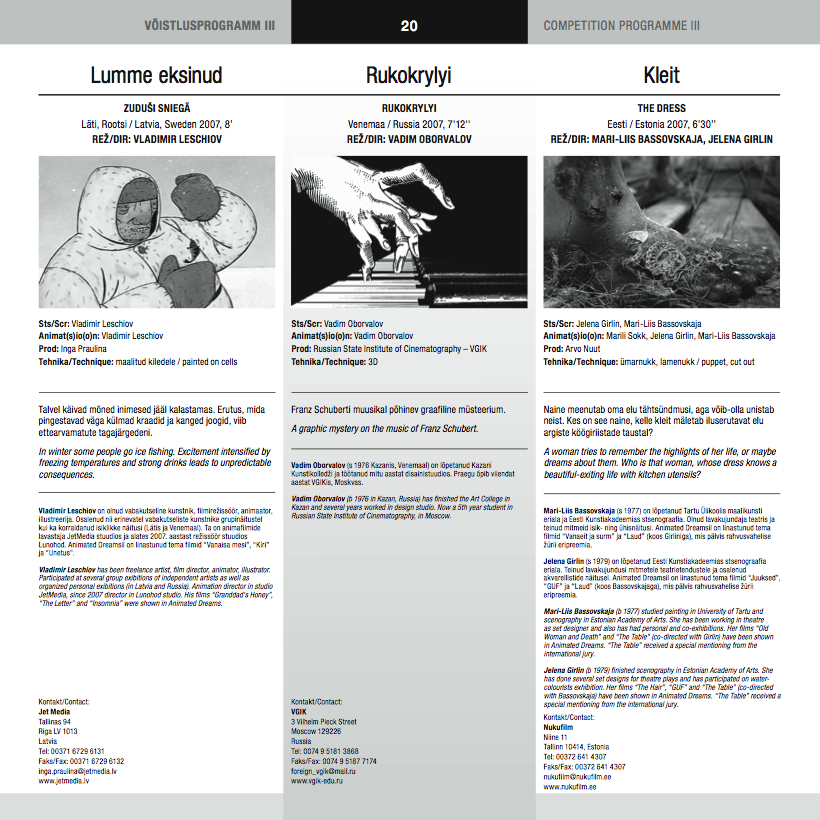 VÕISTLUSPROGRAMM III
20
COMPETITION PROGRAMME III
Lumme eksinud
ZUDUŠI SNIEGĀ
Läti, Rootsi / Latvia, Sweden 2007, 8'
REŽ/DIR: VLADIMIR LESCHIOV
Sts/Scr: Vladimir Leschiov
Animat(s)io(o)n: Vladimir Leschiov
Prod: Inga Praulina
Tehnika/Technique: maalitud kiledele / painted on cells
Talvel käivad mõned inimesed jääl kalastamas. Erutus, mida
pingestavad väga külmad kraadid ja kanged joogid, viib
ettearvamatute tagajärgedeni.
In winter some people go ice fishing. Excitement intensified by
freezing temperatures and strong drinks leads to unpredictable
consequences.
Vladimir Leschiov on olnud vabakutseline kunstnik, filmirežissöör, animaator,
illustreerija. Osalenud nii erinevatel vabakutseliste kunstnike grupinäitustel
kui ka korraldanud isiklikke näitusi (Lätis ja Venemaal). Ta on animafilmide
lavastaja JetMedia stuudios ja alates 2007. aastast režissöör stuudios
Lunohod. Animated Dreamsil on linastunud tema filmid "Vanaisa mesi", "Kiri"
ja "Unetus".
Vladimir Leschiov has been freelance artist, film director, animator, illustrator.
Participated at several group exibitions of independent artists as well as
organized personal exibitions (in Latvia and Russia). Animation director in studio
JetMedia, since 2007 director in Lunohod studio. His films "Granddad's Honey",
"The Letter" and "Insomnia" were shown in Animated Dreams.
Kontakt/Contact:
Jet Media
Tallinas 94
Riga LV 1013
Latvia
Tel: 00371 6729 6131
Faks/Fax: 00371 6729 6132
inga.praulina@jetmedia.lv
www.jetmedia.lv
Rukokrylyi
RUKOKRYLYI
Venemaa / Russia 2007, 7'12''
REŽ/DIR: VADIM OBORVALOV
Sts/Scr: Vadim Oborvalov
Animat(s)io(o)n: Vadim Oborvalov
Prod: Russian State Institute of Cinematography – VGIK
Tehnika/Technique: 3D
Franz Schuberti muusikal põhinev graafiline müsteerium.
A graphic mystery on the music of Franz Schubert.
Vadim Oborvalov (s 1976 Kazanis, Venemaal) on lõpetanud Kazani
Kunstikolledži ja töötanud mitu aastat disainistuudios. Praegu õpib viiendat
aastat VGIKis, Moskvas.
Vadim Oborvalov (b 1976 in Kazan, Russia) has finished the Art College in
Kazan and several years worked in design studio. Now a 5th year student in
Russian State Institute of Cinematography, in Moscow.
Kontakt/Contact:
VGIK
3 Vilhelm Pieck Street
Moscow 129226
Russia
Tel: 0074 9 5181 3868
Faks/Fax: 0074 9 5187 7174
foreign_vgik@mail.ru
www.vgik-edu.ru
Kleit
THE DRESS
Eesti / Estonia 2007, 6'30''
REŽ/DIR: MARI-LIIS BASSOVSKAJA, JELENA GIRLIN
Sts/Scr: Jelena Girlin, Mari-Liis Bassovskaja
Animat(s)io(o)n: Marili Sokk, Jelena Girlin, Mari-Liis Bassovskaja
Prod: Arvo Nuut
Tehnika/Technique: ümarnukk, lamenukk / puppet, cut out
Naine meenutab oma elu tähtsündmusi, aga võib-olla unistab
neist. Kes on see naine, kelle kleit mäletab iluserutavat elu
argiste köögiriistade taustal?
A woman tries to remember the highlights of her life, or maybe
dreams about them. Who is that woman, whose dress knows a
beautiful-exiting life with kitchen utensils?
Mari-Liis Bassovskaja (s 1977) on lõpetanud Tartu Ülikoolis maalikunsti
eriala ja Eesti Kunstiakadeemias stsenograafia. Olnud lavakujundaja teatris ja
teinud mitmeid isik- ning ühisnäitusi. Animated Dreamsil on linastunud tema
filmid "Vanaeit ja surm" ja "Laud" (koos Girliniga), mis pälvis rahvusvahelise
žürii eripreemia.
Jelena Girlin (s 1979) on lõpetanud Eesti Kunstiakadeemias stsenograafia
eriala. Teinud lavakujundusi mitmetele teatrietendustele ja osalenud
akvarellistide näitusel. Animated Dreamsil on linastunud tema filmid "Juuksed",
"GUF" ja "Laud" (koos Bassovskajaga), mis pälvis rahvusvahelise žürii
eripreemia.
Mari-Liis Bassovskaja (b 1977) studied painting in University of Tartu and
scenography in Estonian Academy of Arts. She has been working in theatre
as set designer and also has had personal and co-exhibitions. Her films "Old
Woman and Death" and "The Table" (co-directed with Girlin) have been shown
in Animated Dreams. "The Table" received a special mentioning from the
international jury.
Jelena Girlin (b 1979) finished scenography in Estonian Academy of Arts. She
has done several set designs for theatre plays and has participated on water-
colourists exhibition. Her films "The Hair", "GUF" and "The Table" (co-directed
with Bassovskaja) have been shown in Animated Dreams. "The Table" received a
special mentioning from the international jury.
Kontakt/Contact:
Nukufilm
Niine 11
Tallinn 10414, Estonia
Tel: 00372 641 4307
Faks/Fax: 00372 641 4307
nukufilm@nukufilm.ee
www.nukufilm.ee